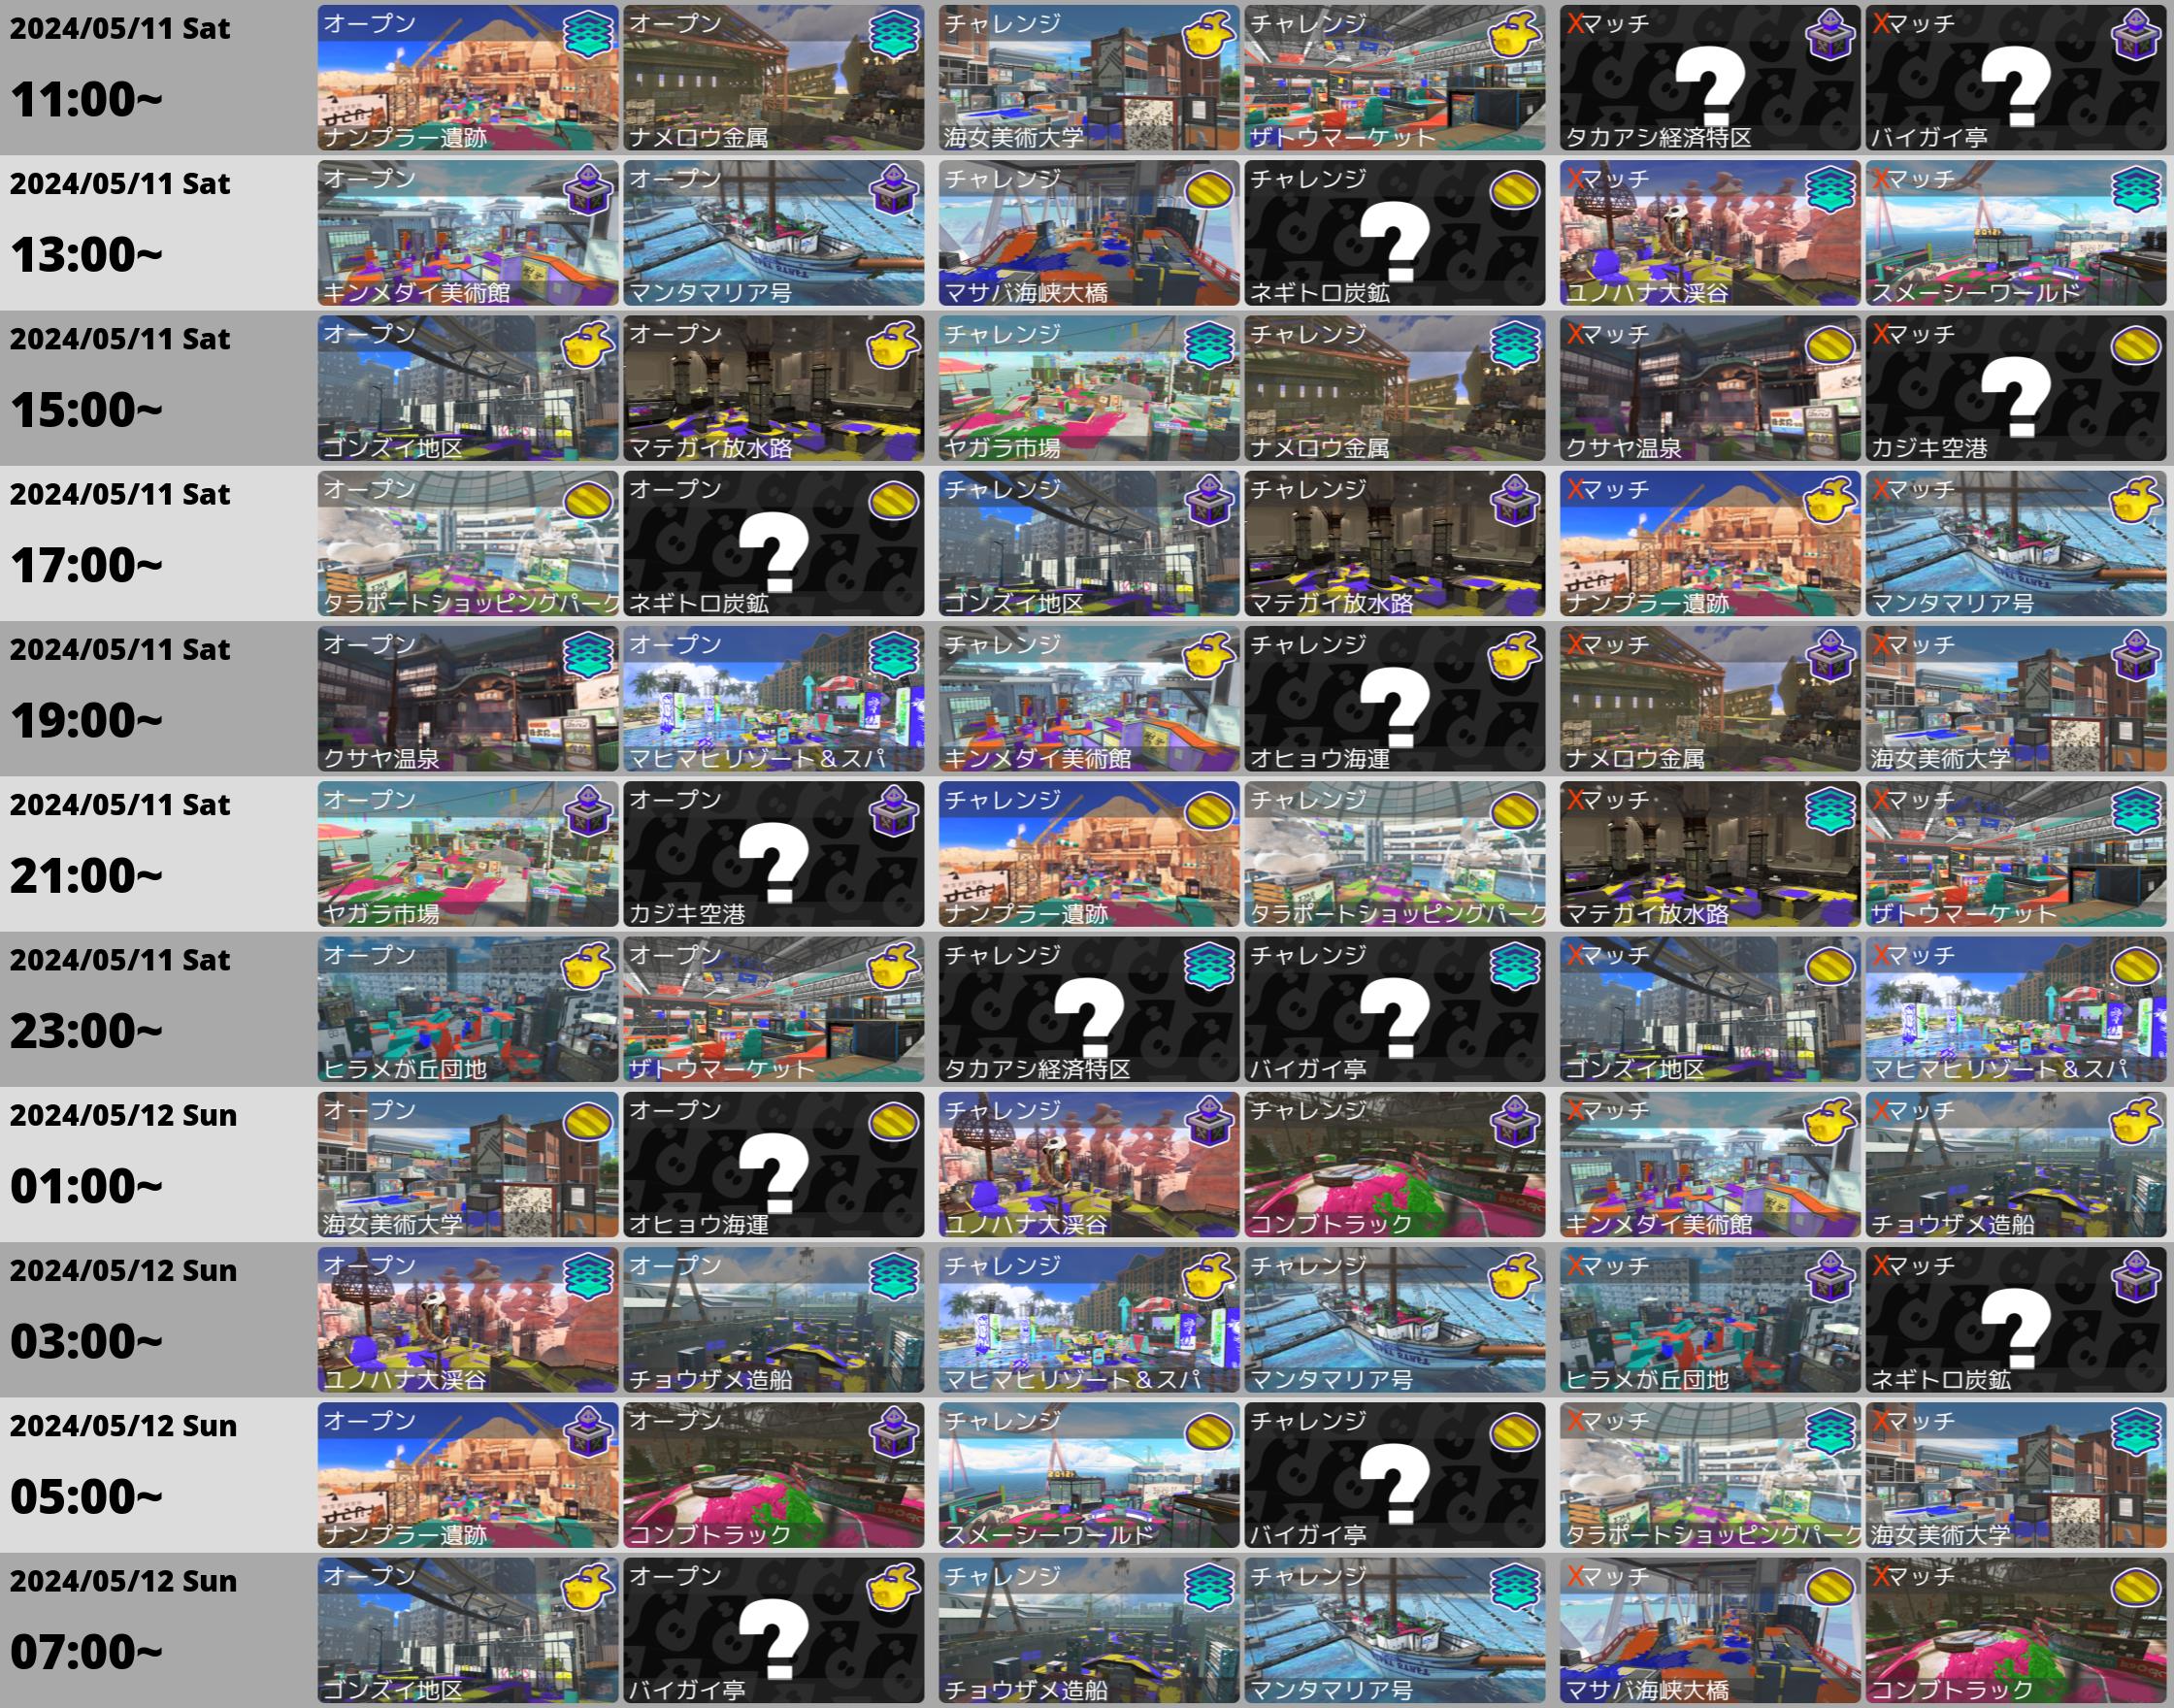 2024/05/11 Sat
11:00~
オープン
ナンプラー遺跡
オープン
ナメロウ金属
チャレンジ
海女美術大学
チャレンジ
ザトウマーケット
Xマッチ
タカアシ経済特区
Xマッチ
バイガイ亭
2024/05/11 Sat
13:00~
オープン
キンメダイ美術館
オープン
マンタマリア号
チャレンジ
マサバ海峡大橋
チャレンジ
ネギトロ炭鉱
Xマッチ
ユノハナ大渓谷
Xマッチ
スメーシーワールド
2024/05/11 Sat
15:00~
オープン
ゴンズイ地区
オープン
マテガイ放水路
チャレンジ
ヤガラ市場
チャレンジ
ナメロウ金属
Xマッチ
クサヤ温泉
Xマッチ
カジキ空港
2024/05/11 Sat
17:00~
オープン
タラポートショッピングパーク
オープン
ネギトロ炭鉱
チャレンジ
ゴンズイ地区
チャレンジ
マテガイ放水路
Xマッチ
ナンプラー遺跡
Xマッチ
マンタマリア号
2024/05/11 Sat
19:00~
オープン
クサヤ温泉
オープン
マヒマヒリゾート＆スパ
チャレンジ
キンメダイ美術館
チャレンジ
オヒョウ海運
Xマッチ
ナメロウ金属
Xマッチ
海女美術大学
2024/05/11 Sat
21:00~
オープン
ヤガラ市場
オープン
カジキ空港
チャレンジ
ナンプラー遺跡
チャレンジ
タラポートショッピングパーク
Xマッチ
マテガイ放水路
Xマッチ
ザトウマーケット
2024/05/11 Sat
23:00~
オープン
ヒラメが丘団地
オープン
ザトウマーケット
チャレンジ
タカアシ経済特区
チャレンジ
バイガイ亭
Xマッチ
ゴンズイ地区
Xマッチ
マヒマヒリゾート＆スパ
2024/05/12 Sun
01:00~
オープン
海女美術大学
オープン
オヒョウ海運
チャレンジ
ユノハナ大渓谷
チャレンジ
コンブトラック
Xマッチ
キンメダイ美術館
Xマッチ
チョウザメ造船
2024/05/12 Sun
03:00~
オープン
ユノハナ大渓谷
オープン
チョウザメ造船
チャレンジ
マヒマヒリゾート＆スパ
チャレンジ
マンタマリア号
Xマッチ
ヒラメが丘団地
Xマッチ
ネギトロ炭鉱
2024/05/12 Sun
05:00~
オープン
ナンプラー遺跡
オープン
コンブトラック
チャレンジ
スメーシーワールド
チャレンジ
バイガイ亭
Xマッチ
タラポートショッピングパーク
Xマッチ
海女美術大学
2024/05/12 Sun
07:00~
オープン
ゴンズイ地区
オープン
バイガイ亭
チャレンジ
チョウザメ造船
チャレンジ
マンタマリア号
Xマッチ
マサバ海峡大橋
Xマッチ
コンブトラック